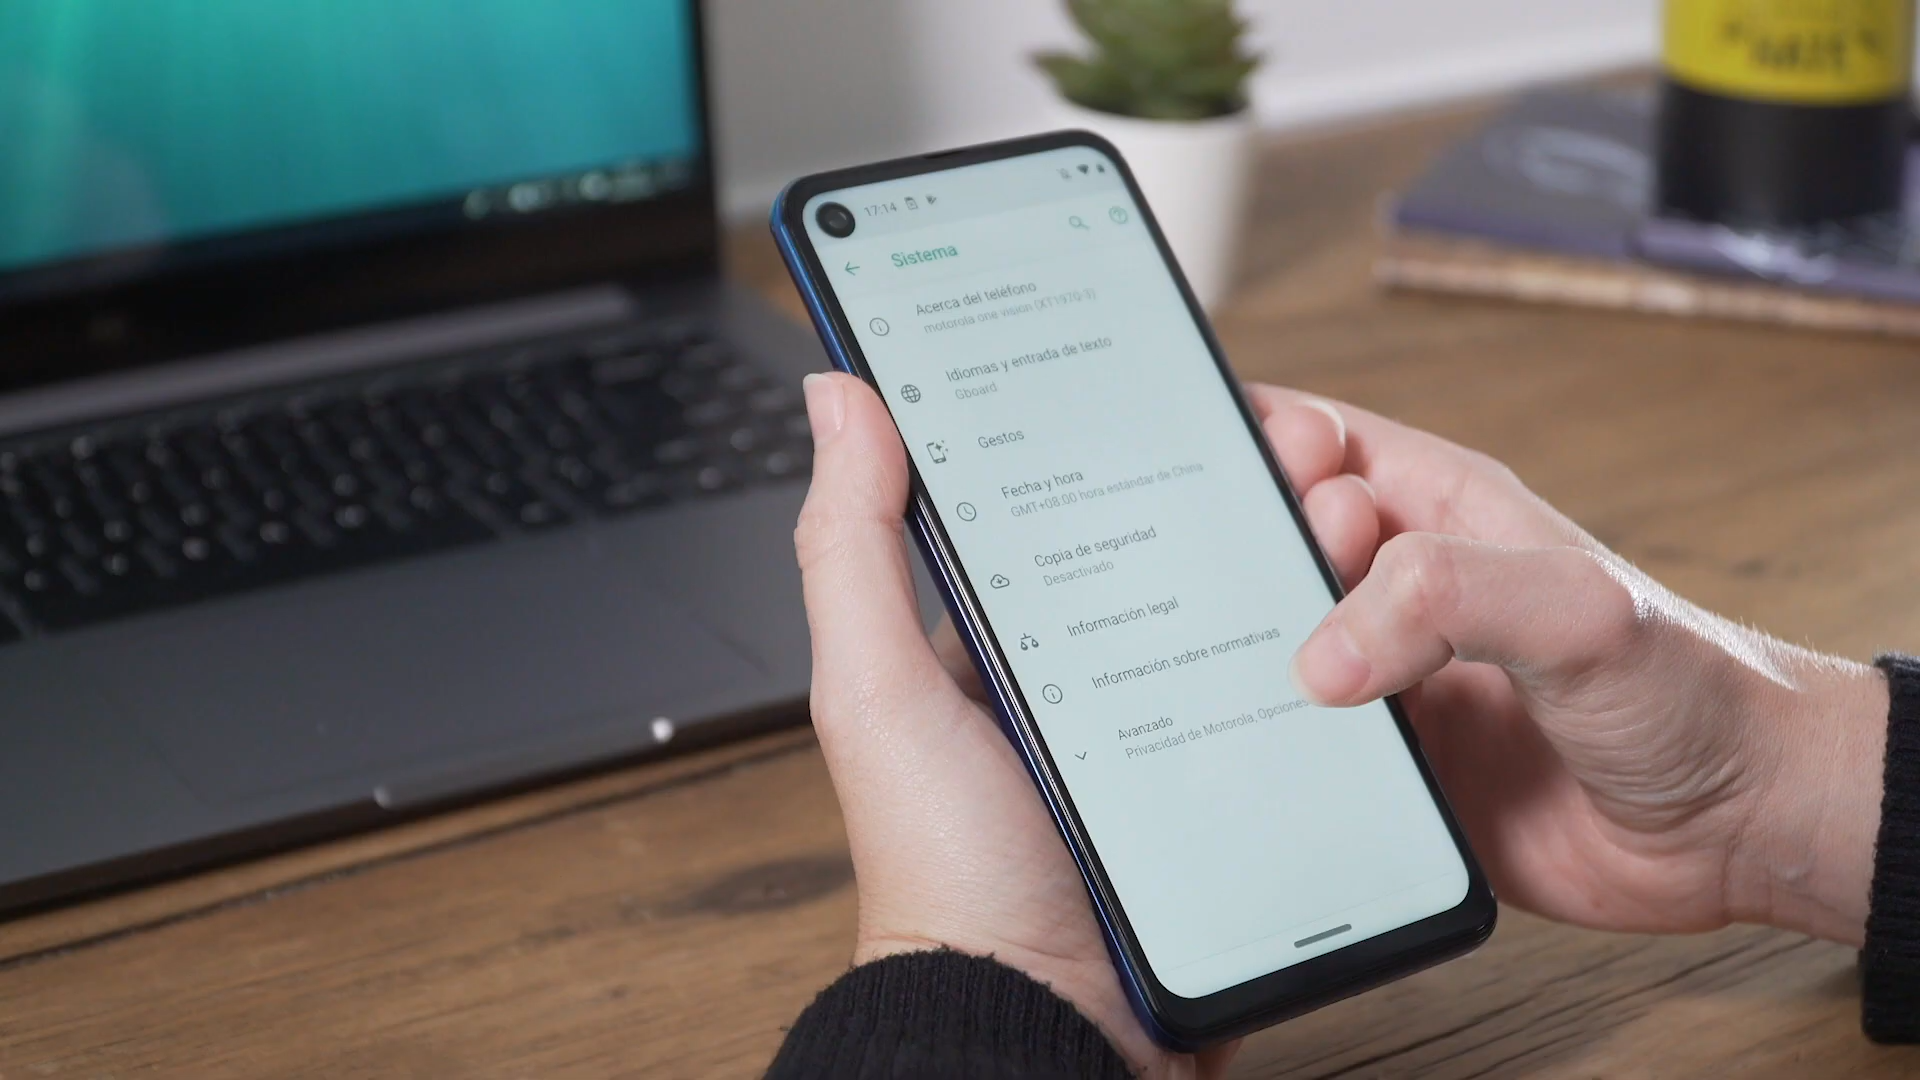 17:14
Sistema
Acerca del teléfono
motorola one vision (XT1970-3)
Idiomas y entrada de texto
Gboard
Gestos
Fecha y hora
GMT+08:00 hora estándar de China
Copia de seguridad
Desactivado
Información legal
Información sobre normativas
Avanzado
Privacidad de Motorola, Opciones